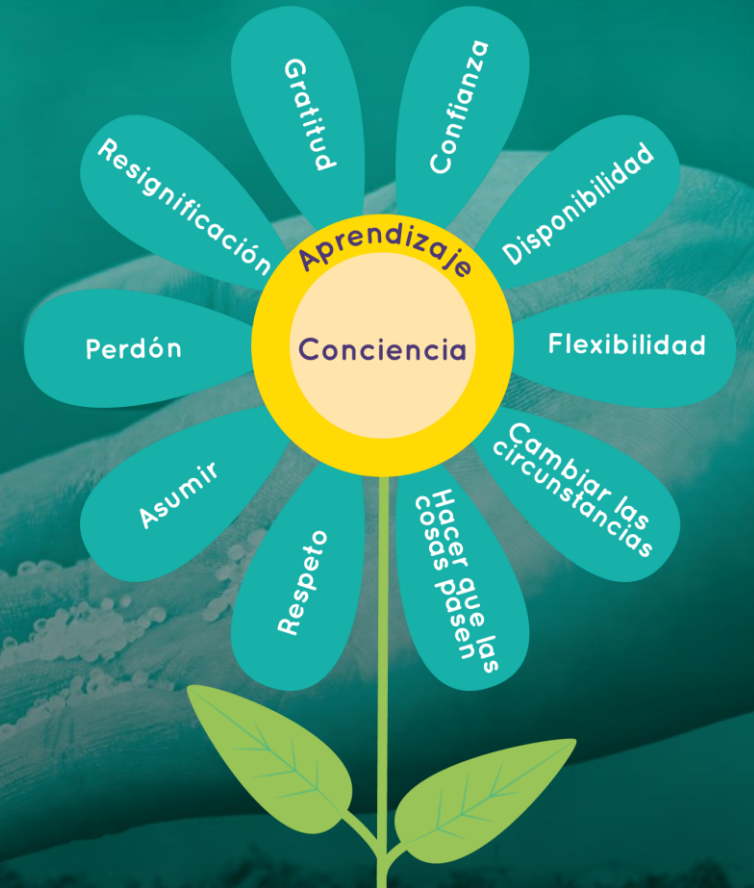 Gratitud
Confianza
Disponibilidad
Flexibilidad
Cambiar las
circunstancias
Hacer que las
cosas pasen
Respeto
Asumir
Perdón
Resignificación
Aprendizaje
Conciencia